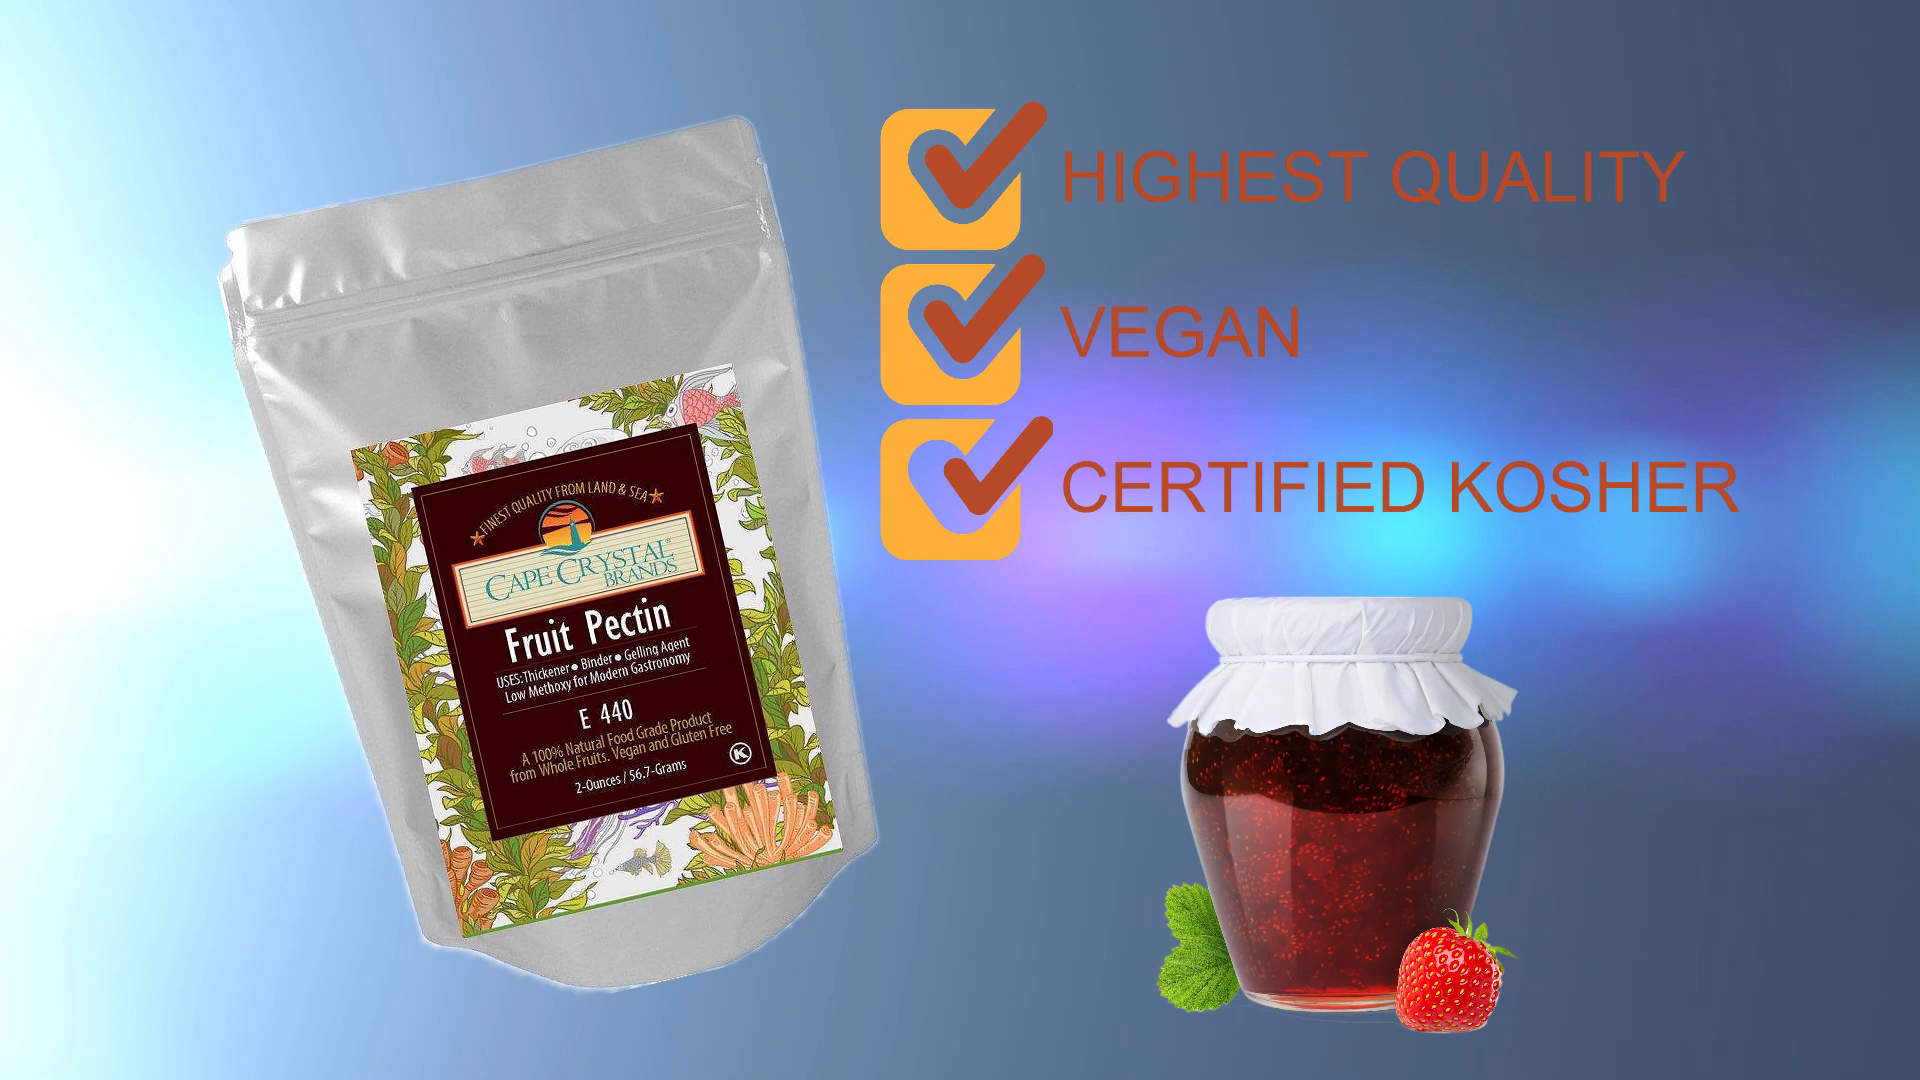 HIGHEST QUALITY
VEGAN
CERTIFIED KOSHER
FINEST QUALITY FROM LAND & SEA
CAPE CRYSTAL®
BRANDS
Fruit Pectin
USES: Thickener • Binder • Gelling Agent
Low Methoxy for Modern Gastronomy
E 440
A 100% Natural Food Grade Product
from Whole Fruits. Vegan and Gluten Free
K
2-Ounces / 56.7-Grams